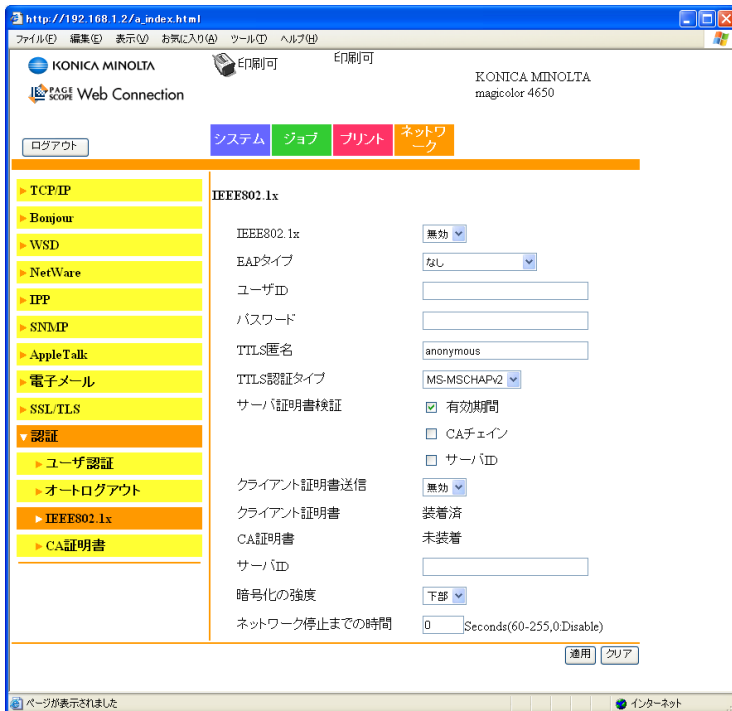 http://192.168.1.2/a_index.html
ファイル(F) 編集(E) 表示(V) お気に入り(A) ツール(T) ヘルプ(H)
KONICA MINOLTA
印刷可
印刷可
KONICA MINOLTA
magicolor 4650
PAGE SCOPE Web Connection
ログアウト
システム
ジョブ
プリント
ネットワ
ーク
TCP/IP
Bonjour
WSD
NetWare
IPP
SNMP
AppleTalk
電子メール
SSL/TLS
認証
ユーザ認証
オートログアウト
IEEE802.1x
CA証明書
IEEE802.1x
IEEE802.1x 無効
EAPタイプ なし
ユーザID
パスワード
TTLS匿名 anonymous
TTLS認証タイプ MS-MSCHAPv2
サーバ証明書検証 有効期間
CAチェイン
サーバID
クライアント証明書送信 無効
クライアント証明書 装着済
CA証明書 未装着
サーバID
暗号化の強度 下部
ネットワーク停止までの時間 0 Seconds(60-255,0:Disable)
適用 クリア
ページが表示されました インターネット